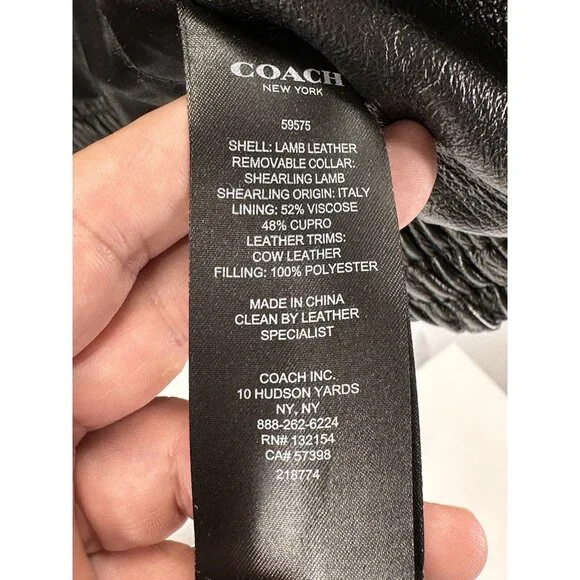 COACH
NEW YORK
59575
SHELL: LAMB LEATHER
REMOVABLE COLLAR:
SHEARLING LAMB
SHEARLING ORIGIN: ITALY
LINING: 52% VISCOSE
48% CUPRO
LEATHER TRIMS:
COW LEATHER
FILLING: 100% POLYESTER
MADE IN CHINA
CLEAN BY LEATHER
SPECIALIST
COACH INC.
10 HUDSON YARDS
NY, NY
888-262-6224
RN# 132154
CA# 57398
218774